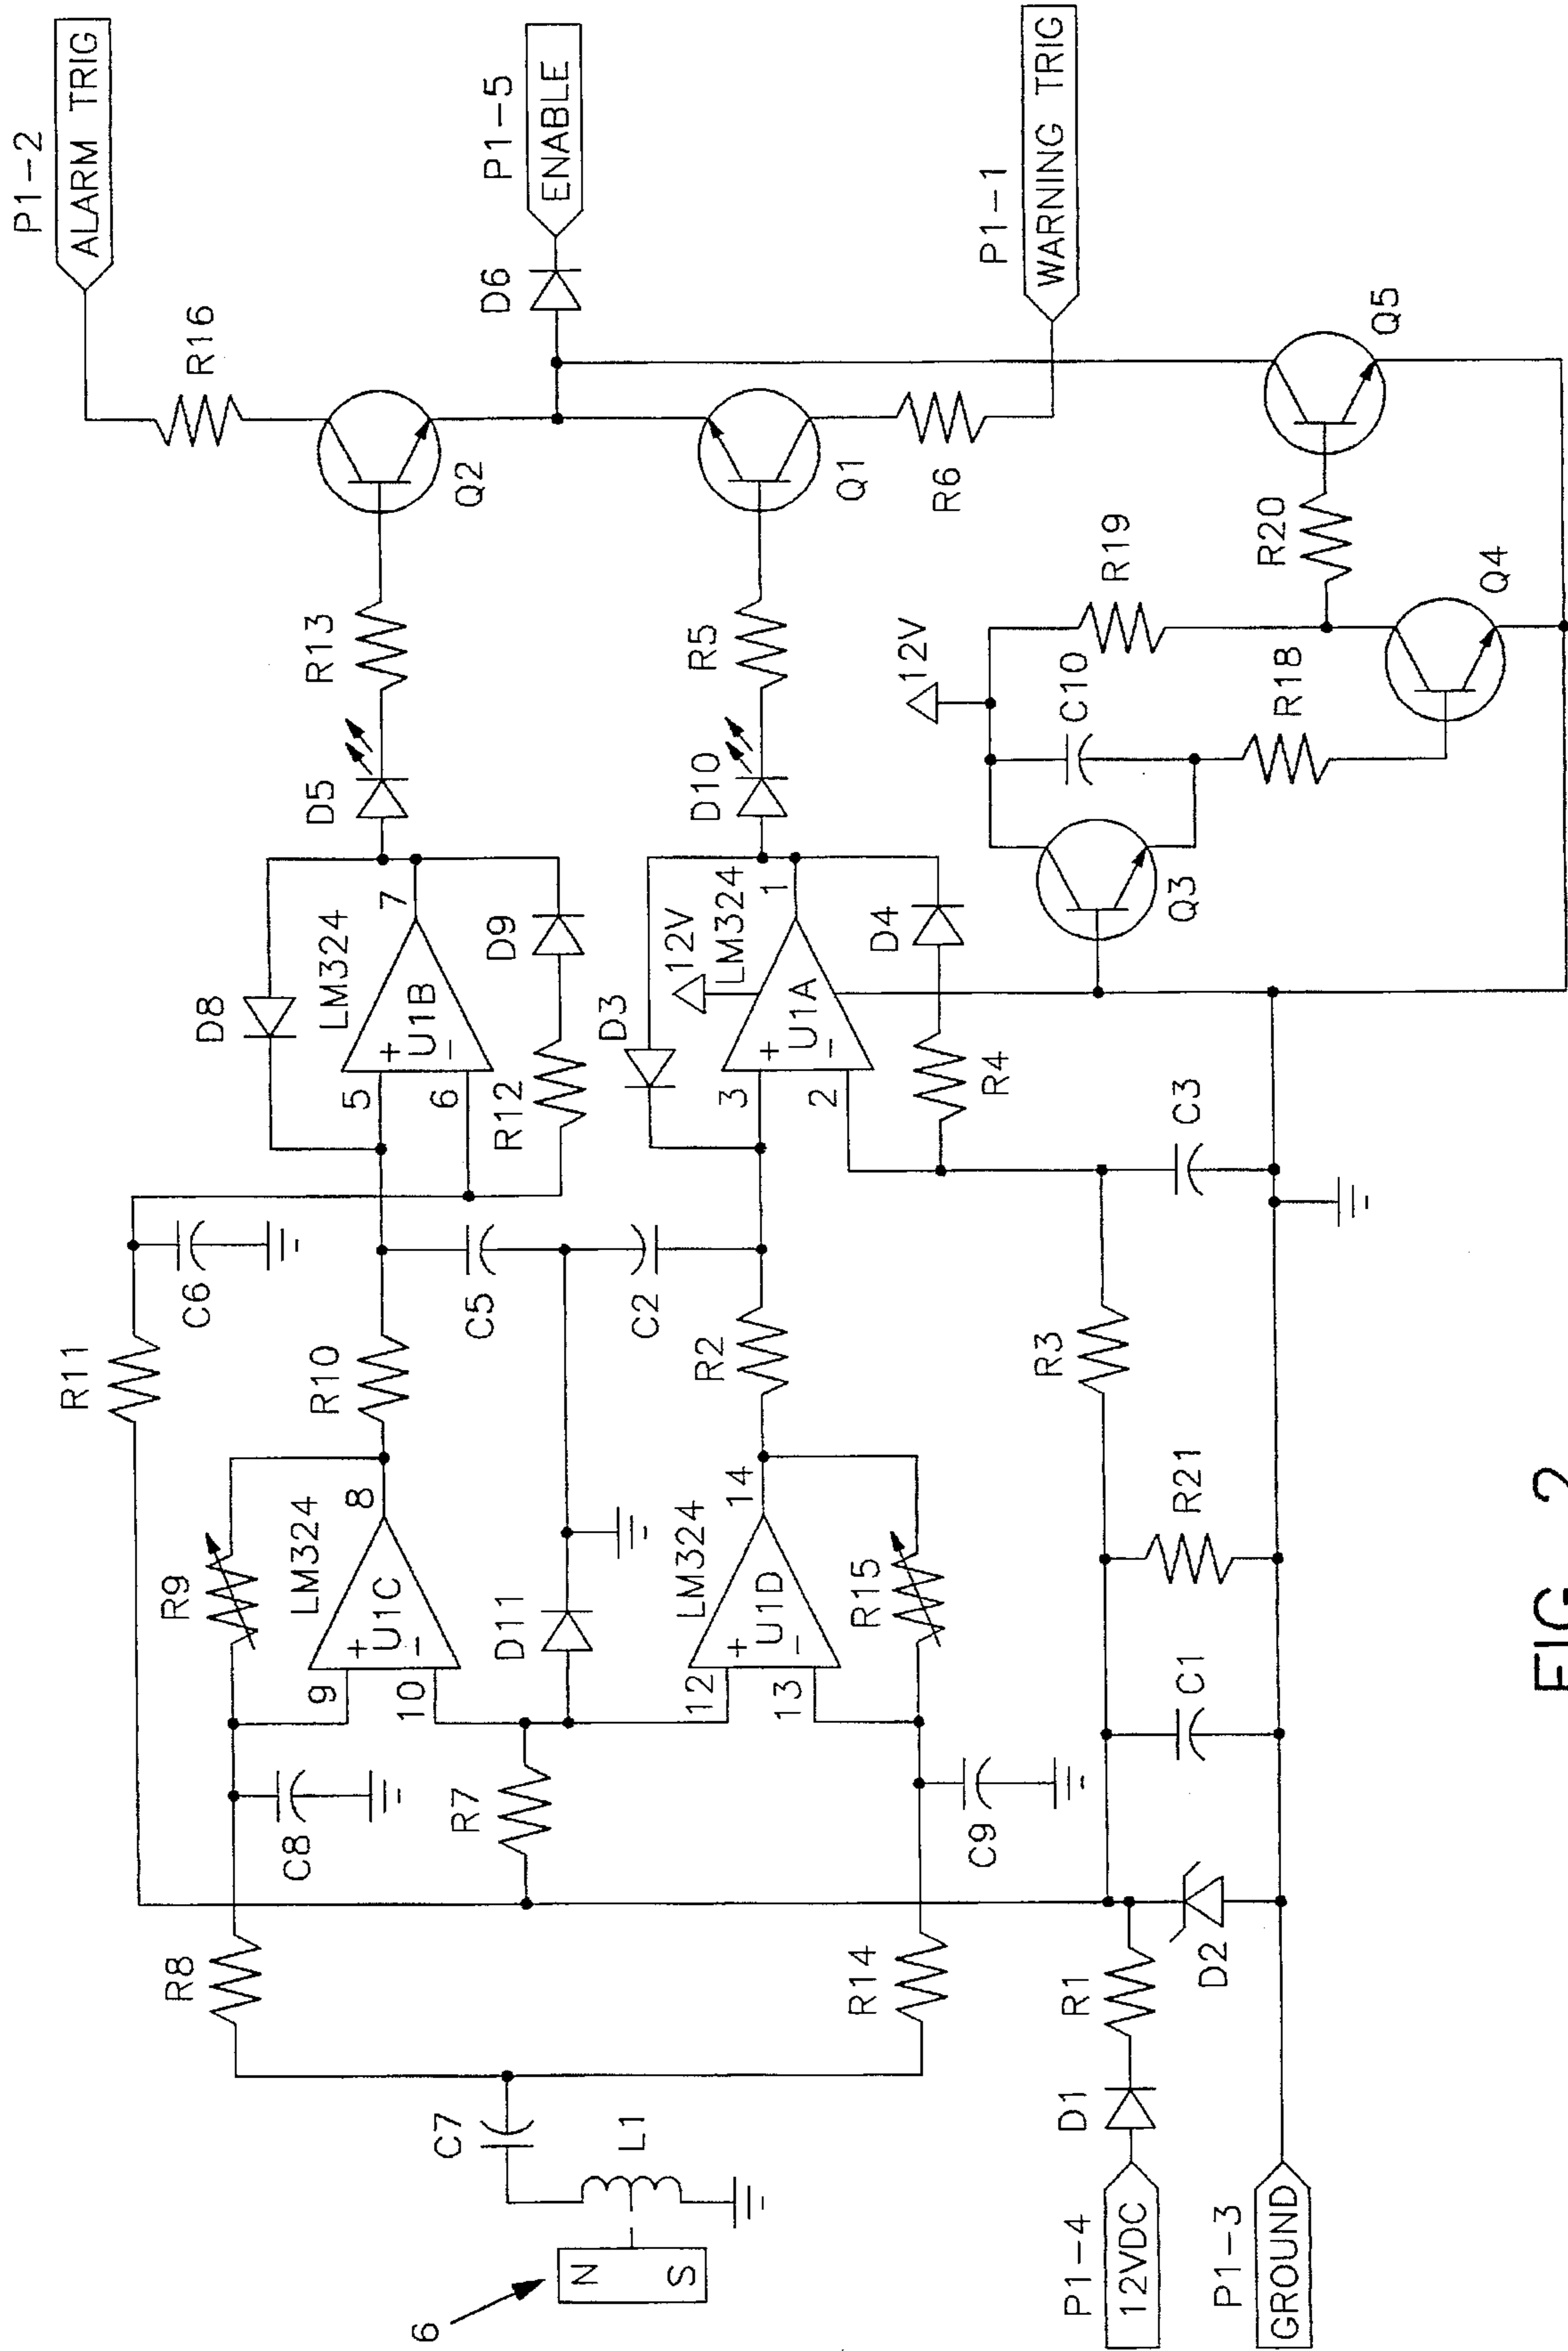 P1-2
ALARM TRIG
P1-5
ENABLE
P1-1
WARNING TRIG
R16
D6
Q2
Q1
R6
Q5
R13
R5
R20
R19
12V
C10
R18
Q4
D5
D10
Q3
D8
LM324
7
D9
U1B
+
−
5
6
R12
D3
12V
LM324
1
D4
U1A
+
−
3
2
R4
C6
C5
C2
C3
R11
R10
R2
R3
R9
LM324
8
U1C
+
−
9
10
D11
LM324
14
U1D
+
−
12
13
R15
R21
C8
R7
C9
C1
R8
R14
R1
D2
C7
L1
D1
6
N
S
P1-4
12VDC
P1-3
GROUND
FIG. 2